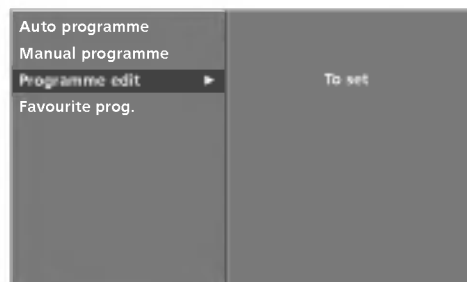 Auto programme
Manual programme
Programme edit ►
To set
Favourite prog.